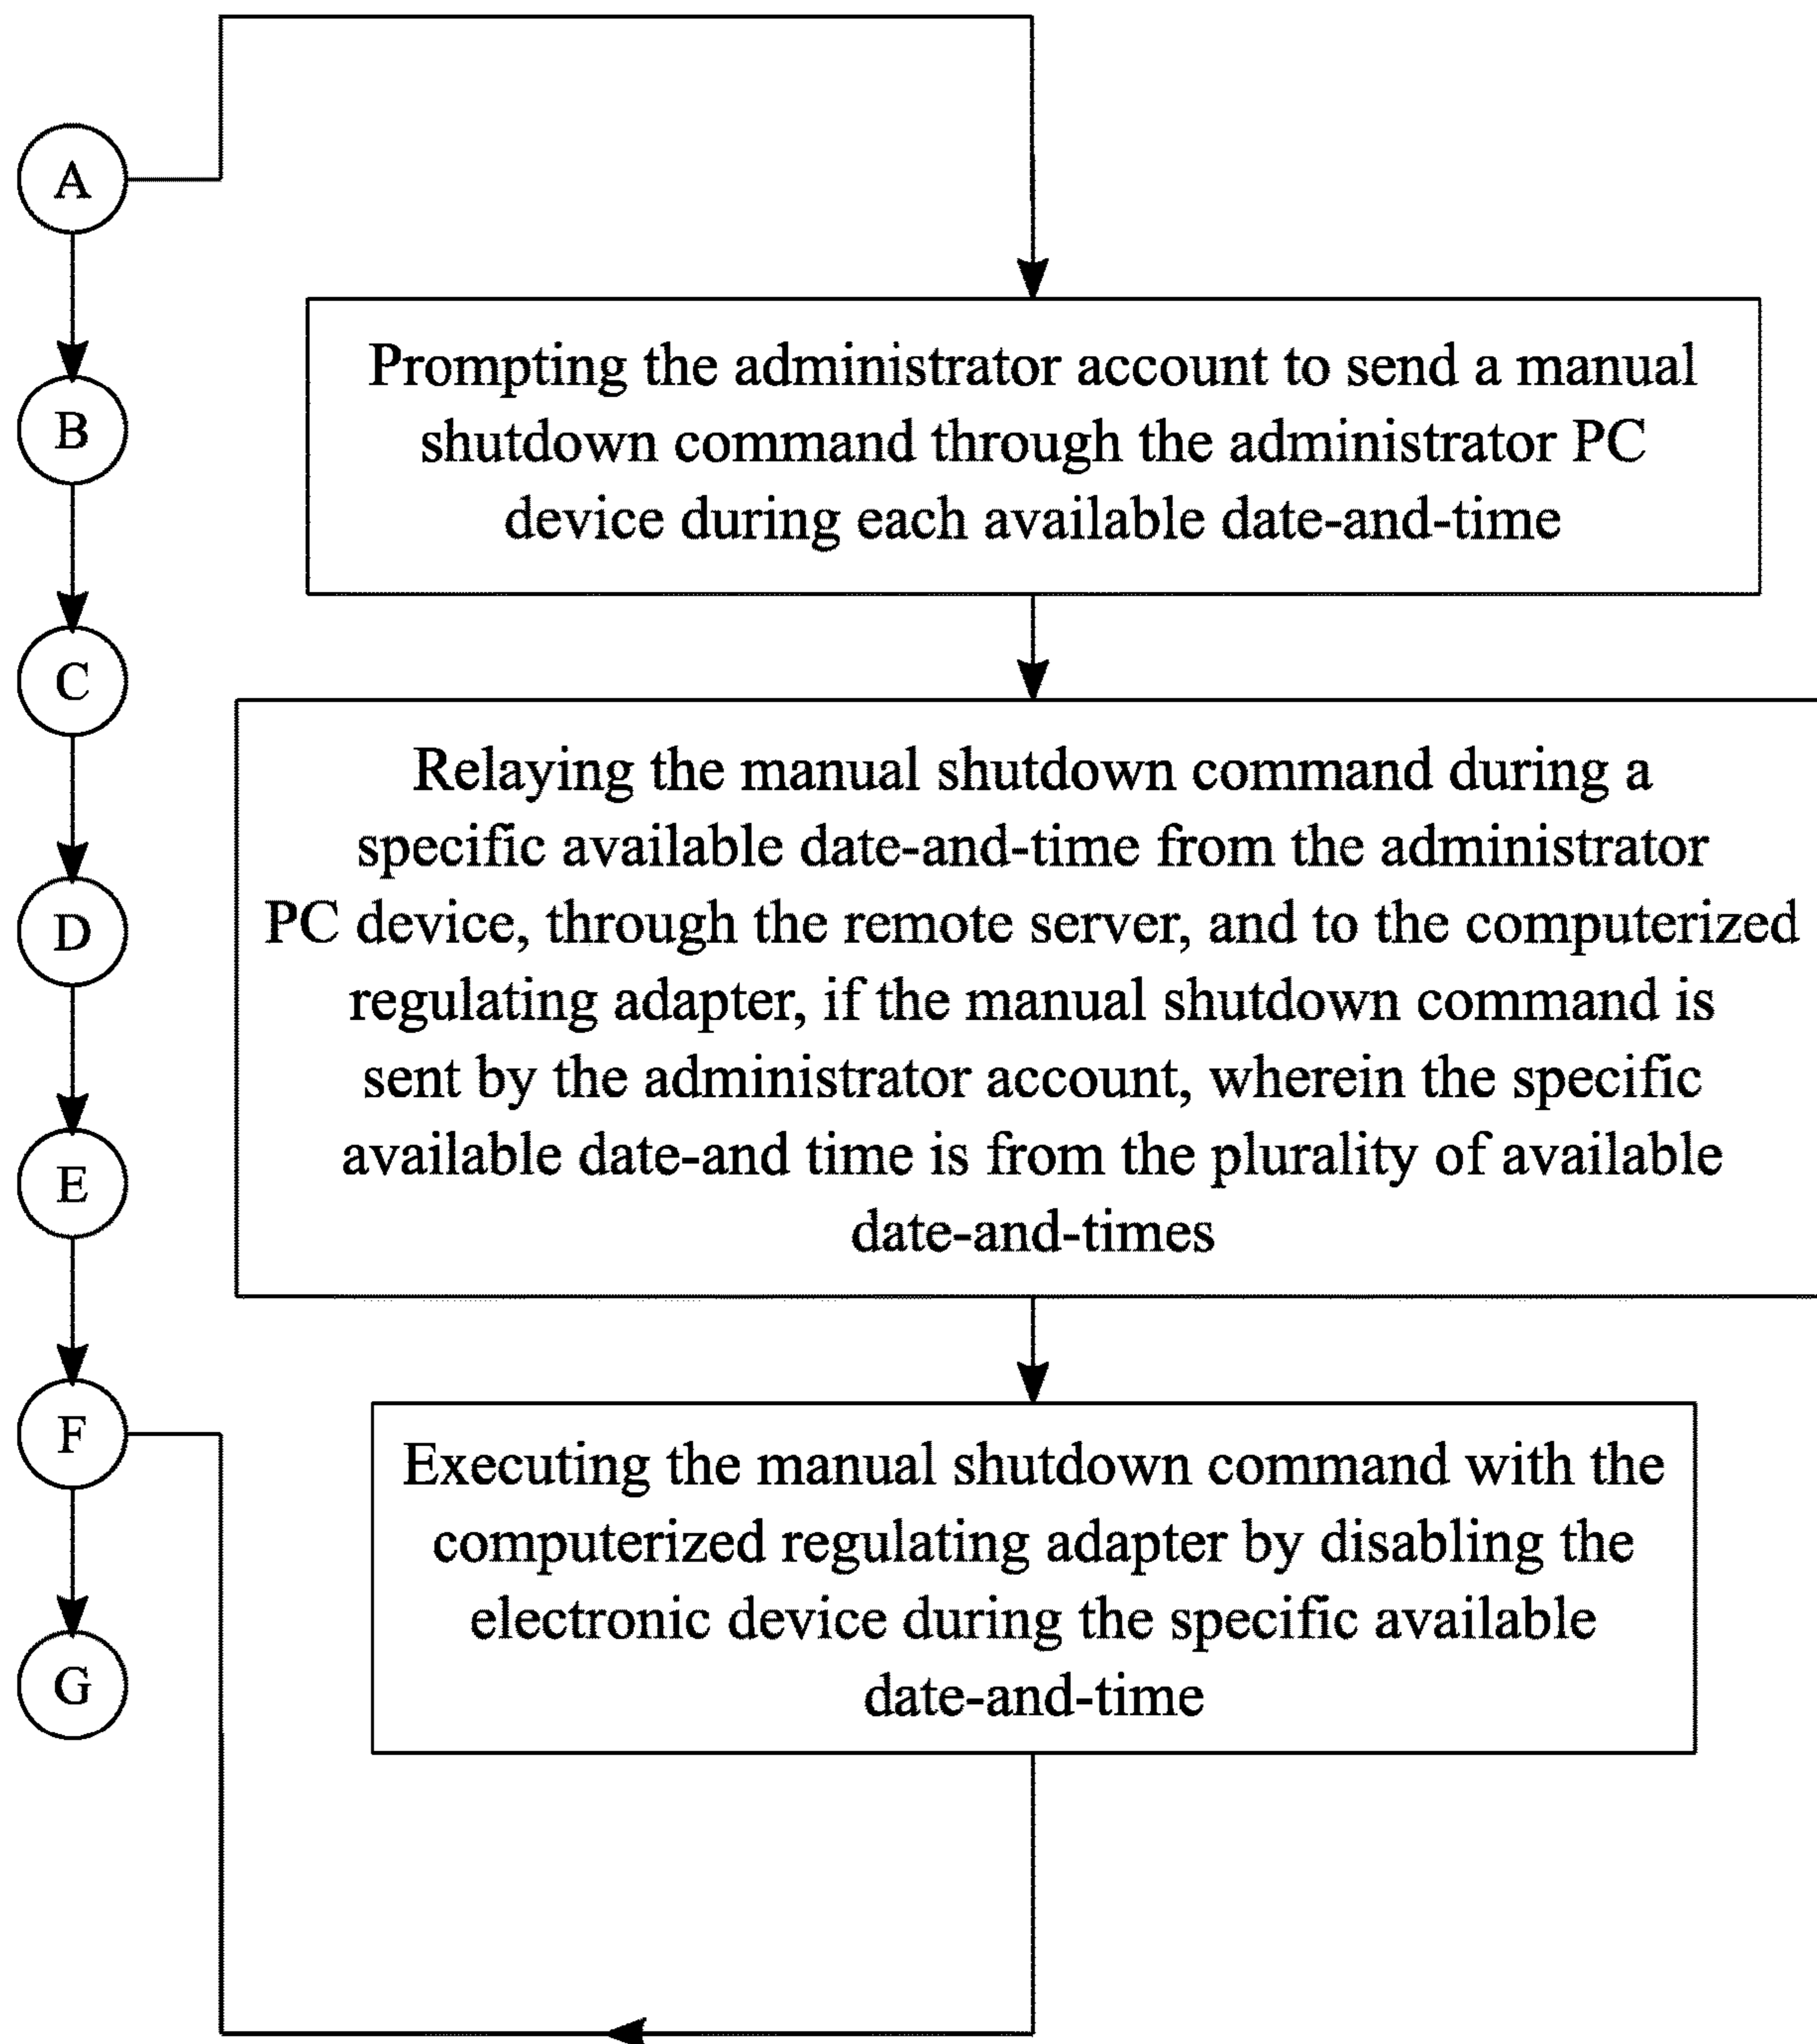 A
B
C
D
E
F
G
Prompting the administrator account to send a manual
shutdown command through the administrator PC
device during each available date-and-time
Relaying the manual shutdown command during a
specific available date-and-time from the administrator
PC device, through the remote server, and to the computerized
regulating adapter, if the manual shutdown command is
sent by the administrator account, wherein the specific
available date-and time is from the plurality of available
date-and-times
Executing the manual shutdown command with the
computerized regulating adapter by disabling the
electronic device during the specific available
date-and-time